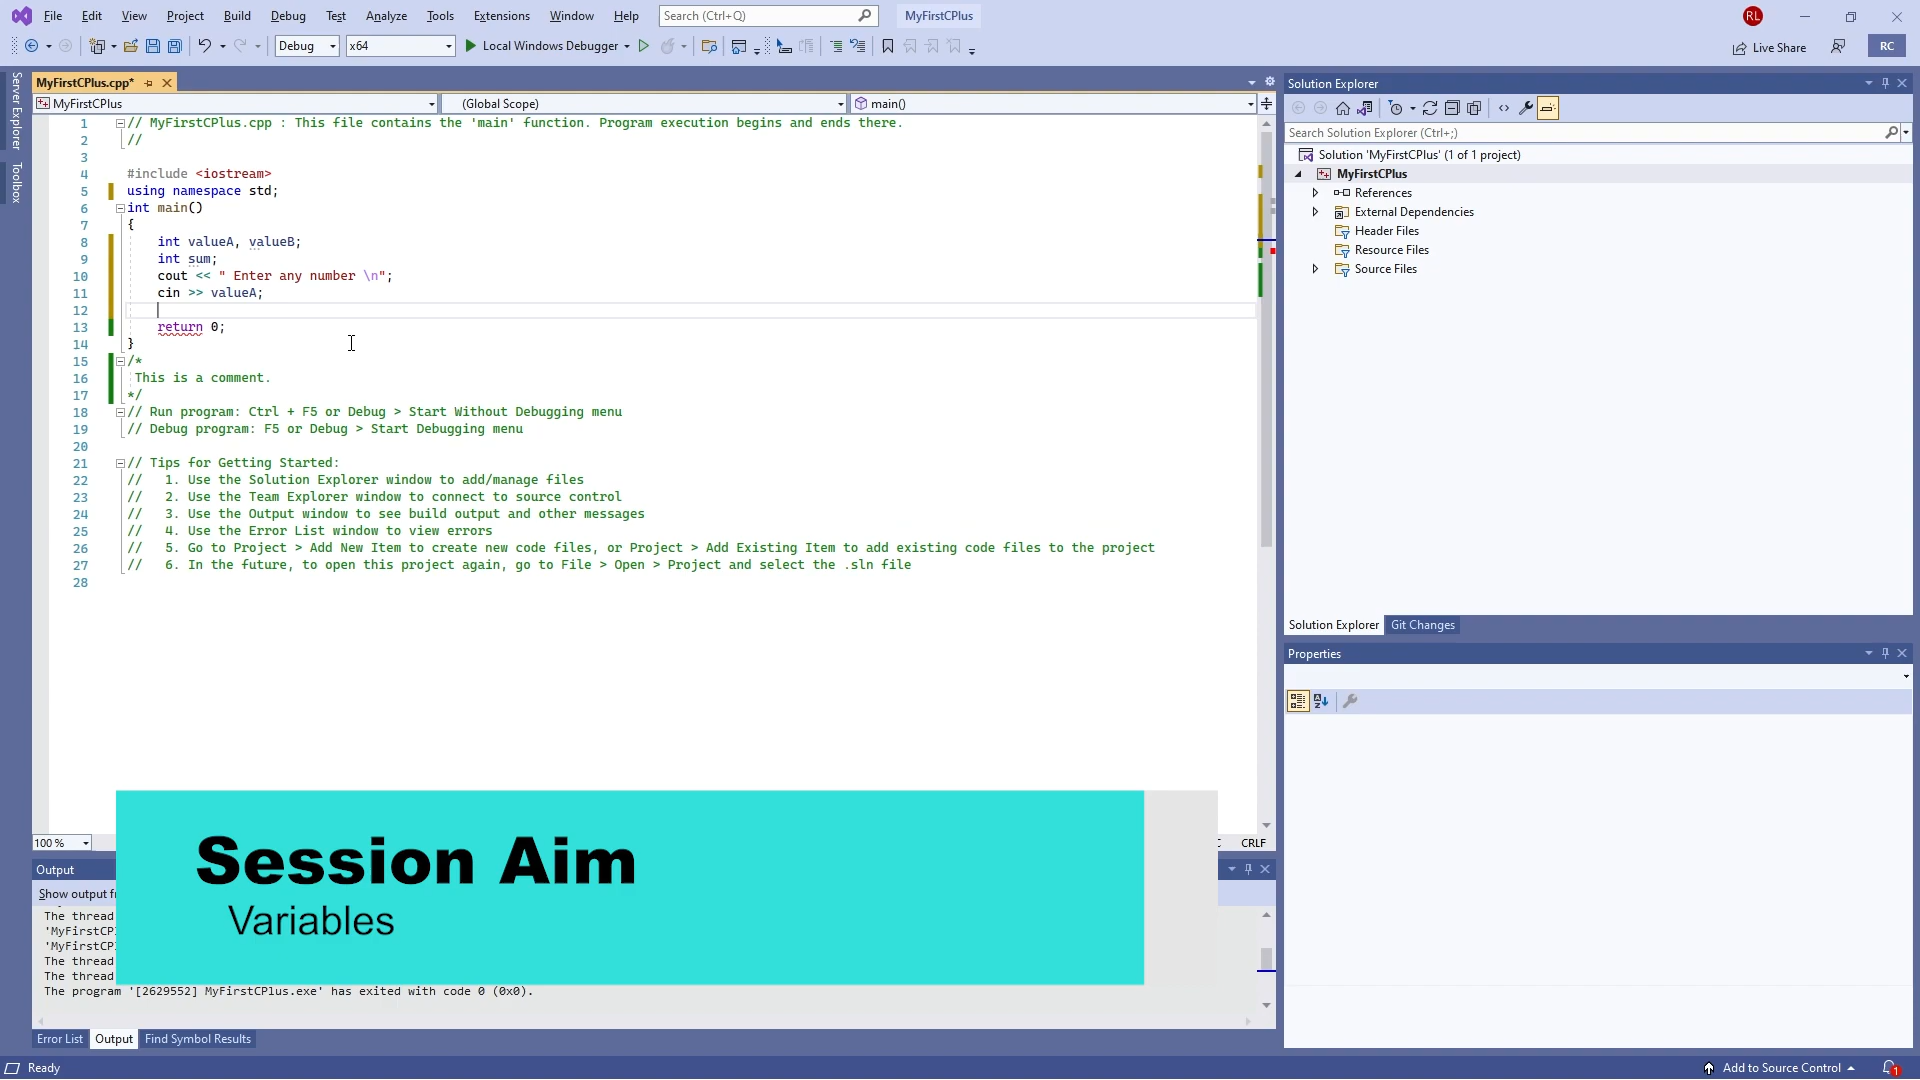 File Edit View Project Build Debug Test Analyze Tools Extensions Window Help Search (Ctrl+Q) MyFirstCPlus RL
Debug x64 Local Windows Debugger Live Share RC
Server Explorer
Toolbox
MyFirstCPlus.cpp*
MyFirstCPlus (Global Scope) main()
1 // MyFirstCPlus.cpp : This file contains the 'main' function. Program execution begins and ends there.
2 //
3
4 #include <iostream>
5 using namespace std;
6 int main()
7 {
8 int valueA, valueB;
9 int sum;
10 cout << " Enter any number \n";
11 cin >> valueA;
12
13 return 0;
14 }
15 /*
16 This is a comment.
17 */
18 // Run program: Ctrl + F5 or Debug > Start Without Debugging menu
19 // Debug program: F5 or Debug > Start Debugging menu
20
21 // Tips for Getting Started:
22 //   1. Use the Solution Explorer window to add/manage files
23 //   2. Use the Team Explorer window to connect to source control
24 //   3. Use the Output window to see build output and other messages
25 //   4. Use the Error List window to view errors
26 //   5. Go to Project > Add New Item to create new code files, or Project > Add Existing Item to add existing code files to the project
27 //   6. In the future, to open this project again, go to File > Open > Project and select the .sln file
28
100 % CRLF
Session Aim
Variables
Output
Show output
The thread
'MyFirstCP
'MyFirstCP
The thread
The thread
The program '[2629552] MyFirstCPlus.exe' has exited with code 0 (0x0).
Error List Output Find Symbol Results
Solution Explorer
Search Solution Explorer (Ctrl+;)
Solution 'MyFirstCPlus' (1 of 1 project)
MyFirstCPlus
References
External Dependencies
Header Files
Resource Files
Source Files
Solution Explorer Git Changes
Properties
Ready Add to Source Control 1